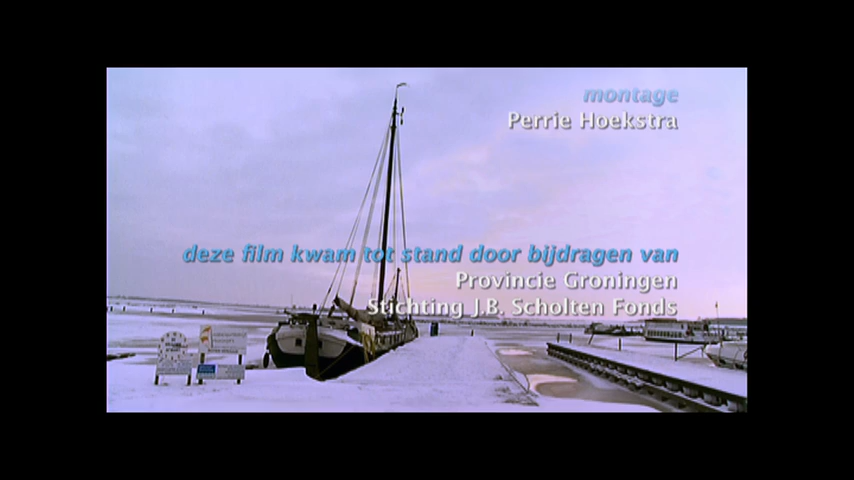 montage
Perrie Hoekstra
deze film kwam tot stand door bijdragen van
Provincie Groningen
Stichting J.B. Scholten Fonds